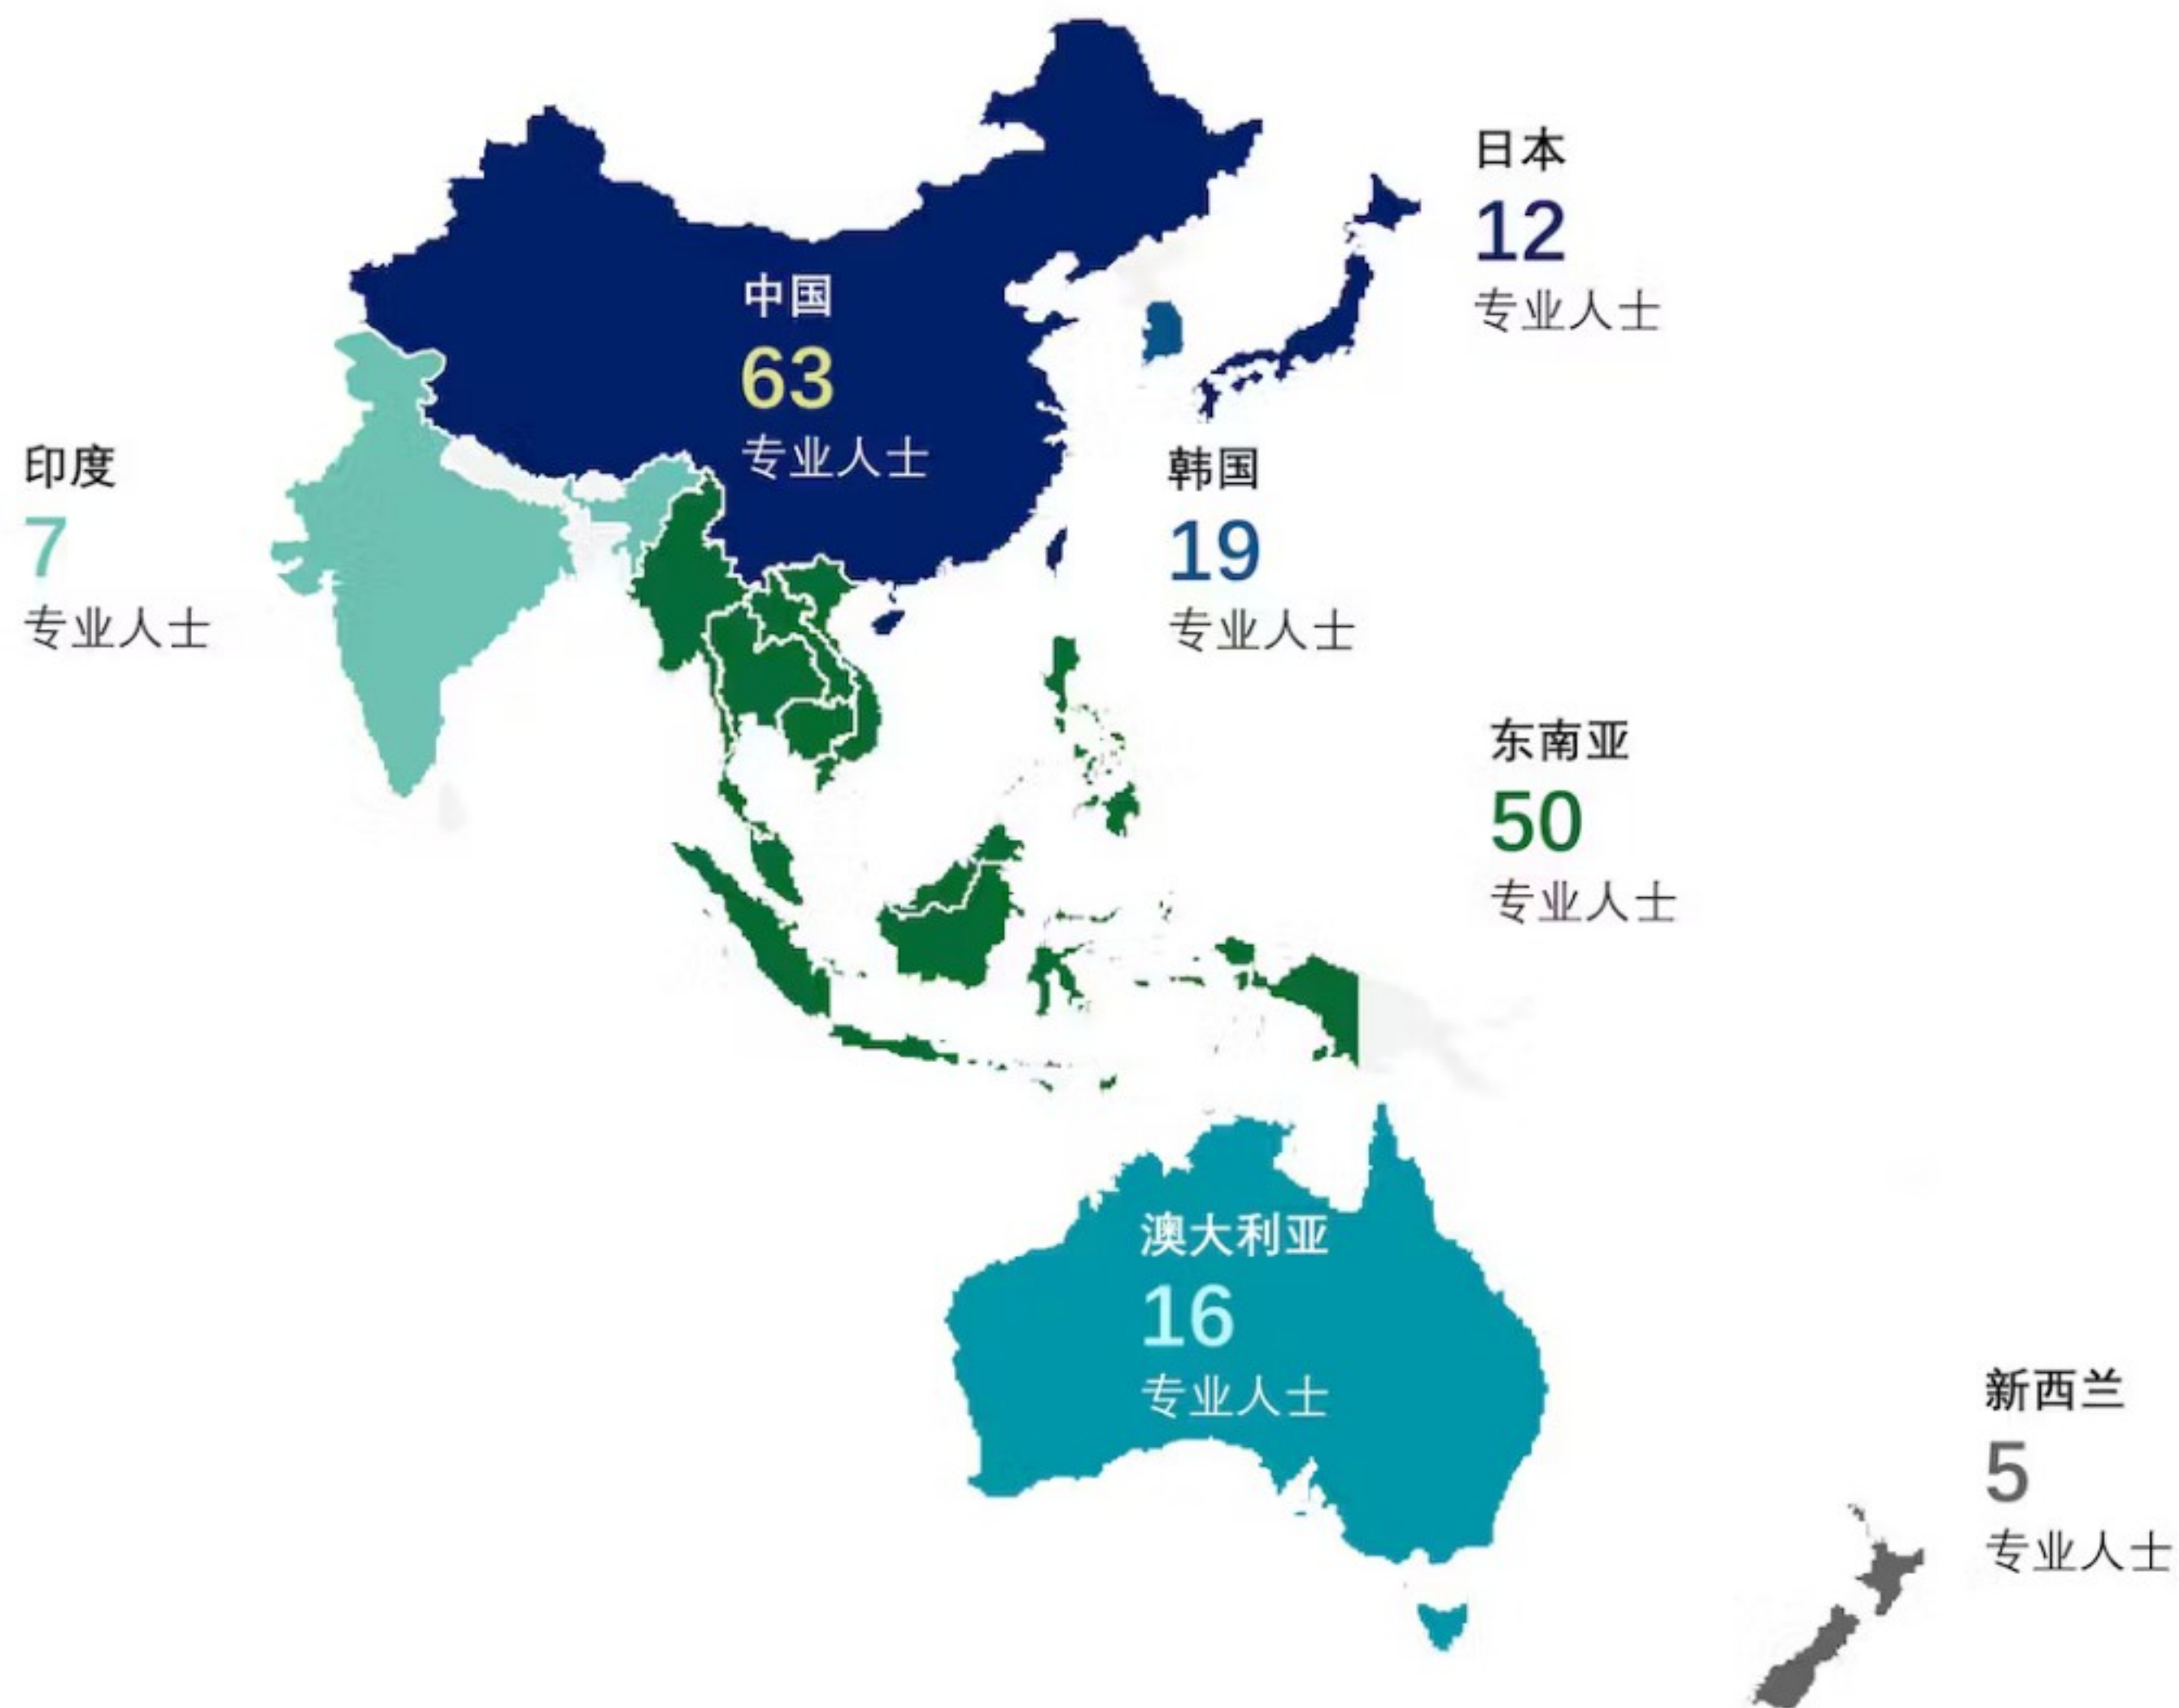 日本
12
专业人士
中国
63
专业人士
印度
7
专业人士
韩国
19
专业人士
东南亚
50
专业人士
澳大利亚
16
专业人士
新西兰
5
专业人士